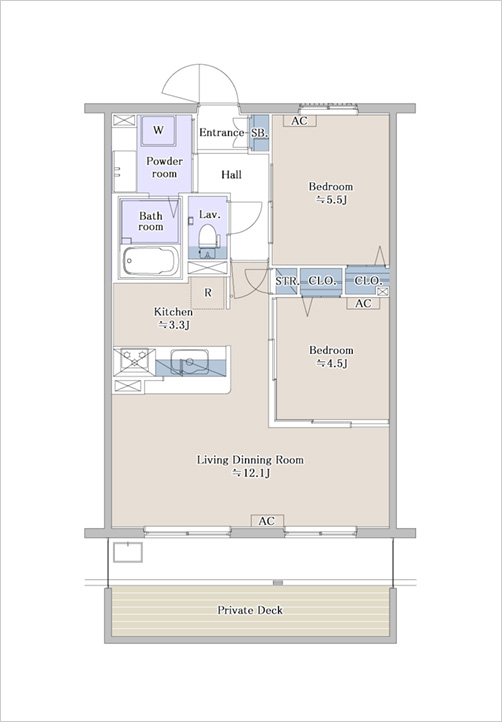 AC
W
Entrance
SB.
Powder
room
Hall
Bedroom
≒5.5J
Bath
room
Lav.
STR.
CLO.
CLO.
R
AC
Kitchen
≒3.3J
Bedroom
≒4.5J
Living Dinning Room
≒12.1J
AC
Private Deck